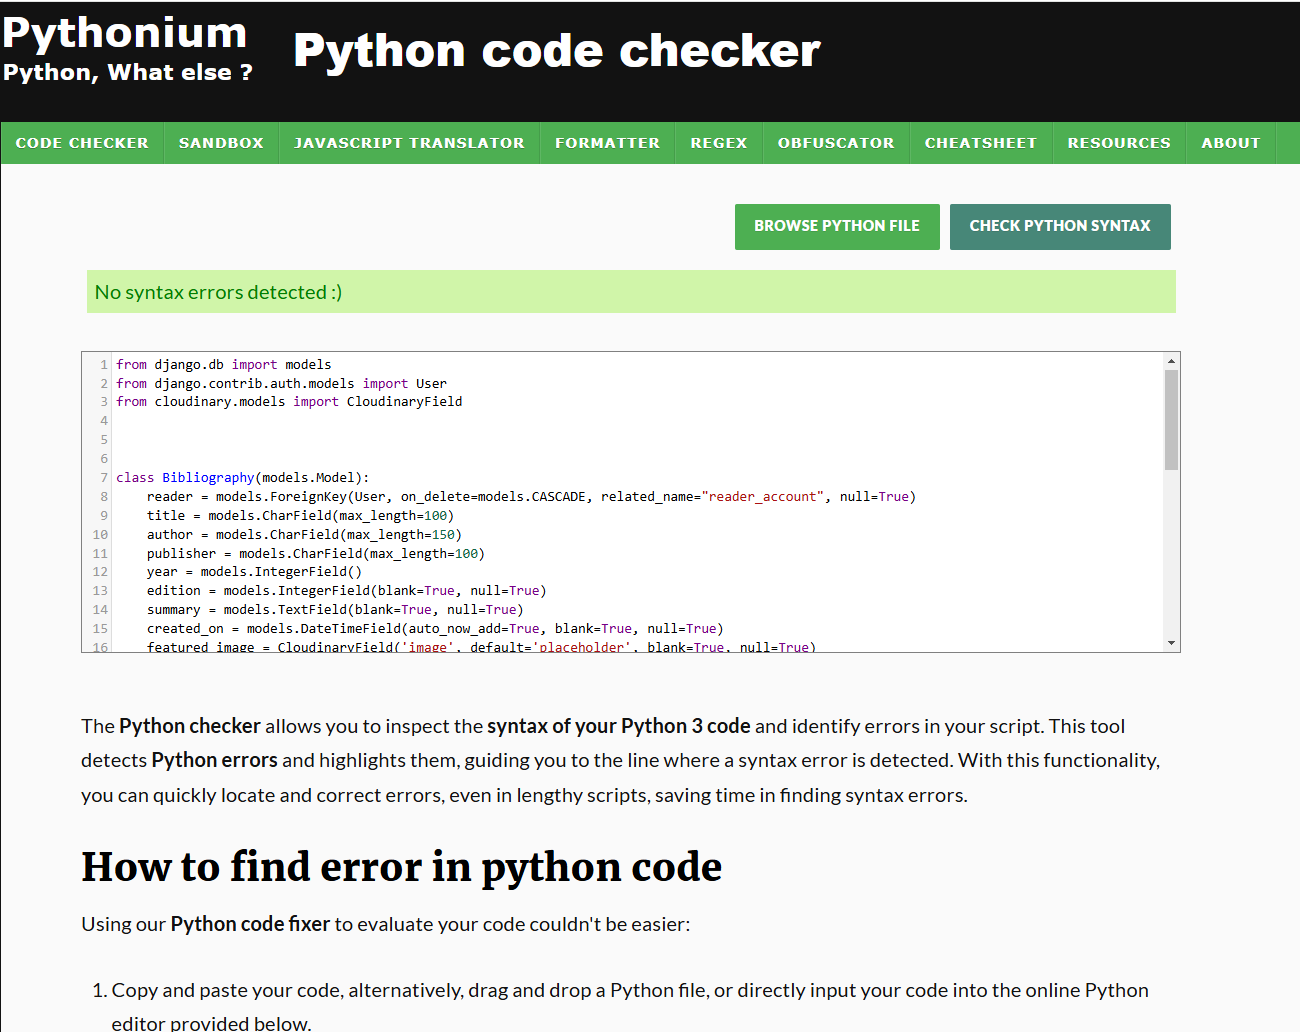 Pythonium
Python, What else ?
Python code checker
CODE CHECKER SANDBOX JAVASCRIPT TRANSLATOR FORMATTER REGEX OBFUSCATOR CHEATSHEET RESOURCES ABOUT
BROWSE PYTHON FILE CHECK PYTHON SYNTAX
No syntax errors detected :)
1 from django.db import models
2 from django.contrib.auth.models import User
3 from cloudinary.models import CloudinaryField
4
5
6
7 class Bibliography(models.Model):
8     reader = models.ForeignKey(User, on_delete=models.CASCADE, related_name="reader_account", null=True)
9     title = models.CharField(max_length=100)
10     author = models.CharField(max_length=150)
11     publisher = models.CharField(max_length=100)
12     year = models.IntegerField()
13     edition = models.IntegerField(blank=True, null=True)
14     summary = models.TextField(blank=True, null=True)
15     created_on = models.DateTimeField(auto_now_add=True, blank=True, null=True)
16     featured_image = CloudinaryField('image', default='placeholder', blank=True, null=True)
The Python checker allows you to inspect the syntax of your Python 3 code and identify errors in your script. This tool
detects Python errors and highlights them, guiding you to the line where a syntax error is detected. With this functionality,
you can quickly locate and correct errors, even in lengthy scripts, saving time in finding syntax errors.
How to find error in python code
Using our Python code fixer to evaluate your code couldn't be easier:
1. Copy and paste your code, alternatively, drag and drop a Python file, or directly input your code into the online Python
editor provided below.